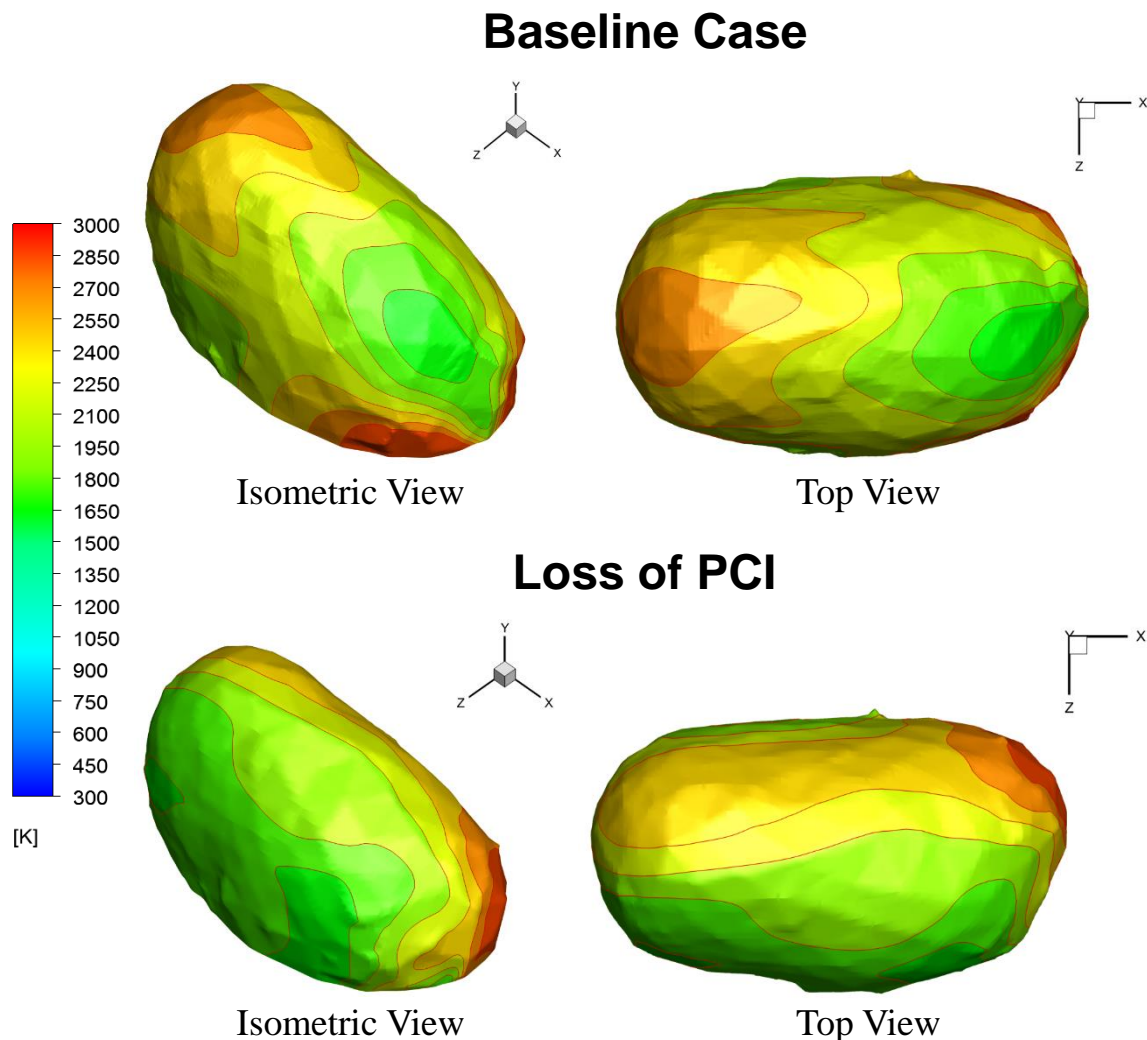 Baseline Case
Y
Z
X
Y
X
Z
3000
2850
2700
2550
2400
2250
2100
1950
1800
1650
1500
1350
1200
1050
900
750
600
450
300
[K]
Isometric View
Top View
Loss of PCI
Y
Z
X
Y
X
Z
Isometric View
Top View